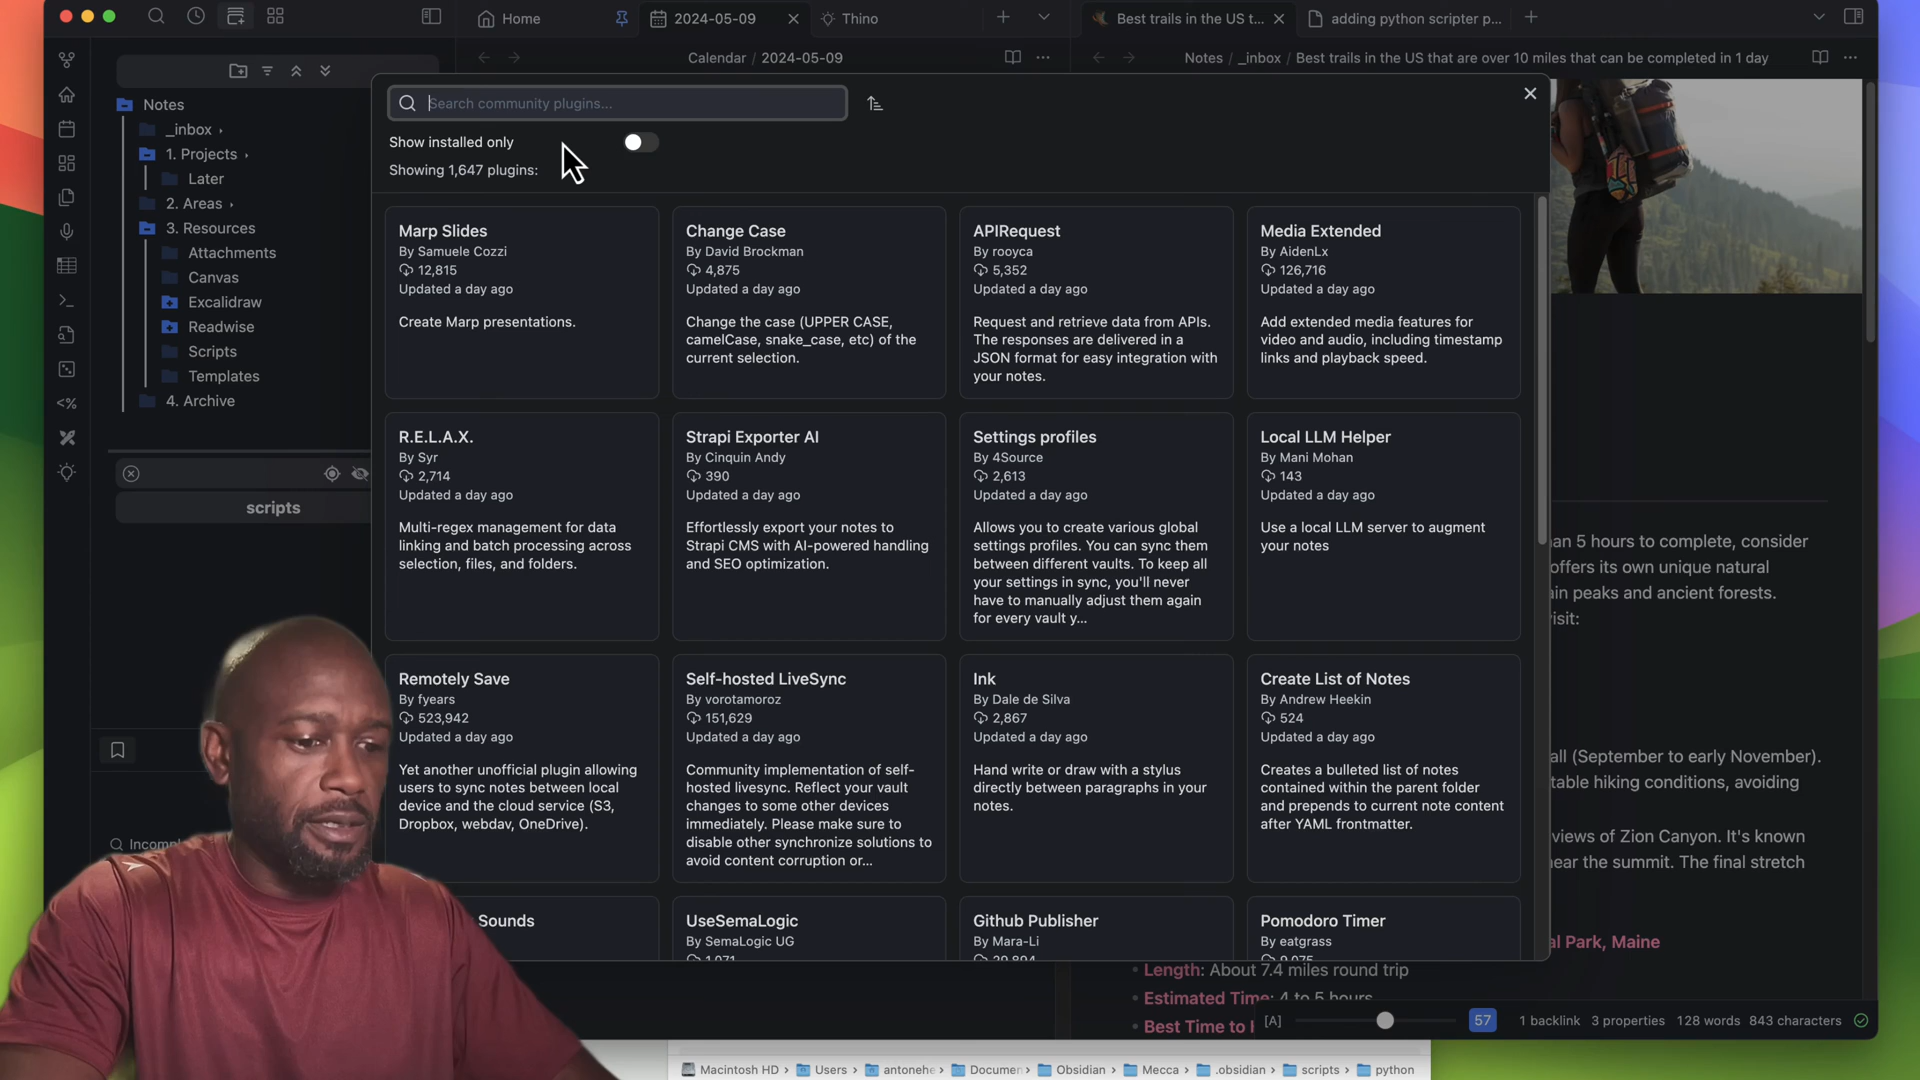 Home
2024-05-09
Thino
Best trails in the US t...
adding python scripter p...
Calendar / 2024-05-09
Notes / _inbox / Best trails in the US that are over 10 miles that can be completed in 1 day
Notes
_inbox
1. Projects
Later
2. Areas
3. Resources
Attachments
Canvas
Excalidraw
Readwise
Scripts
Templates
4. Archive
scripts
Search community plugins...
Show installed only
Showing 1,647 plugins:
Marp Slides
By Samuele Cozzi
12,815
Updated a day ago
Create Marp presentations.
Change Case
By David Brockman
4,875
Updated a day ago
Change the case (UPPER CASE,
camelCase, snake_case, etc) of the
current selection.
APIRequest
By rooyca
5,352
Updated a day ago
Request and retrieve data from APIs.
The responses are delivered in a
JSON format for easy integration with
your notes.
Media Extended
By AidenLx
126,716
Updated a day ago
Add extended media features for
video and audio, including timestamp
links and playback speed.
R.E.L.A.X.
By Syr
2,714
Updated a day ago
Multi-regex management for data
linking and batch processing across
selection, files, and folders.
Strapi Exporter AI
By Cinquin Andy
390
Updated a day ago
Effortlessly export your notes to
Strapi CMS with AI-powered handling
and SEO optimization.
Settings profiles
By 4Source
2,613
Updated a day ago
Allows you to create various global
settings profiles. You can sync them
between different vaults. To keep all
your settings in sync, you'll never
have to manually adjust them again
for every vault y...
Local LLM Helper
By Mani Mohan
143
Updated a day ago
Use a local LLM server to augment
your notes
Remotely Save
By fyears
523,942
Updated a day ago
Yet another unofficial plugin allowing
users to sync notes between local
device and the cloud service (S3,
Dropbox, webdav, OneDrive).
Self-hosted LiveSync
By vorotamoroz
151,629
Updated a day ago
Community implementation of self-
hosted livesync. Reflect your vault
changes to some other devices
immediately. Please make sure to
disable other synchronize solutions to
avoid content corruption or...
Ink
By Dale de Silva
2,867
Updated a day ago
Hand write or draw with a stylus
directly between paragraphs in your
notes.
Create List of Notes
By Andrew Heekin
524
Updated a day ago
Creates a bulleted list of notes
contained within the parent folder
and prepends to current note content
after YAML frontmatter.
Sounds
UseSemaLogic
By SemaLogic UG
1,071
Github Publisher
By Mara-Li
29,894
Pomodoro Timer
By eatgrass
9,075
an 5 hours to complete, consider
offers its own unique natural
in peaks and ancient forests.
isit:
all (September to early November).
table hiking conditions, avoiding
views of Zion Canyon. It's known
near the summit. The final stretch
al Park, Maine
Length: About 7.4 miles round trip
Estimated Time: 4 to 5 hours
Best Time to
Incompl
[A]
57
1 backlink 3 properties 128 words 843 characters
Macintosh HD › Users › antonehe › Documen › Obsidian › Mecca › .obsidian › scripts › python